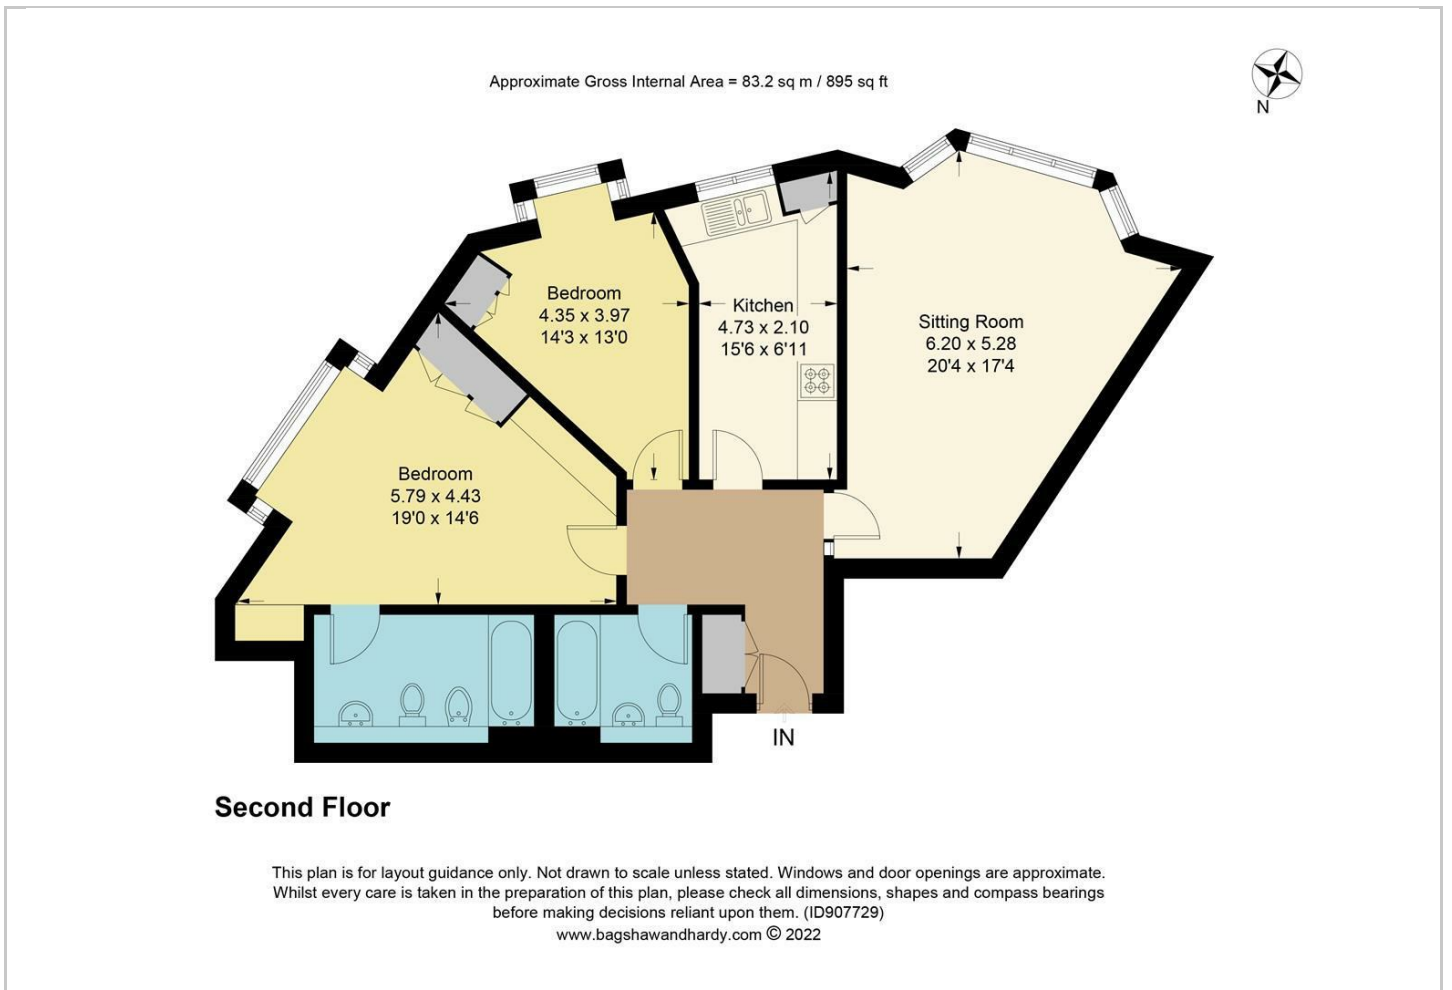 Approximate Gross Internal Area = 83.2 sq m / 895 sq ft
N
Bedroom
4.35 x 3.97
14'3 x 13'0
Kitchen
4.73 x 2.10
15'6 x 6'11
Sitting Room
6.20 x 5.28
20'4 x 17'4
Bedroom
5.79 x 4.43
19'0 x 14'6
IN
Second Floor
This plan is for layout guidance only. Not drawn to scale unless stated. Windows and door openings are approximate.
Whilst every care is taken in the preparation of this plan, please check all dimensions, shapes and compass bearings
before making decisions reliant upon them. (ID907729)
www.bagshawandhardy.com © 2022